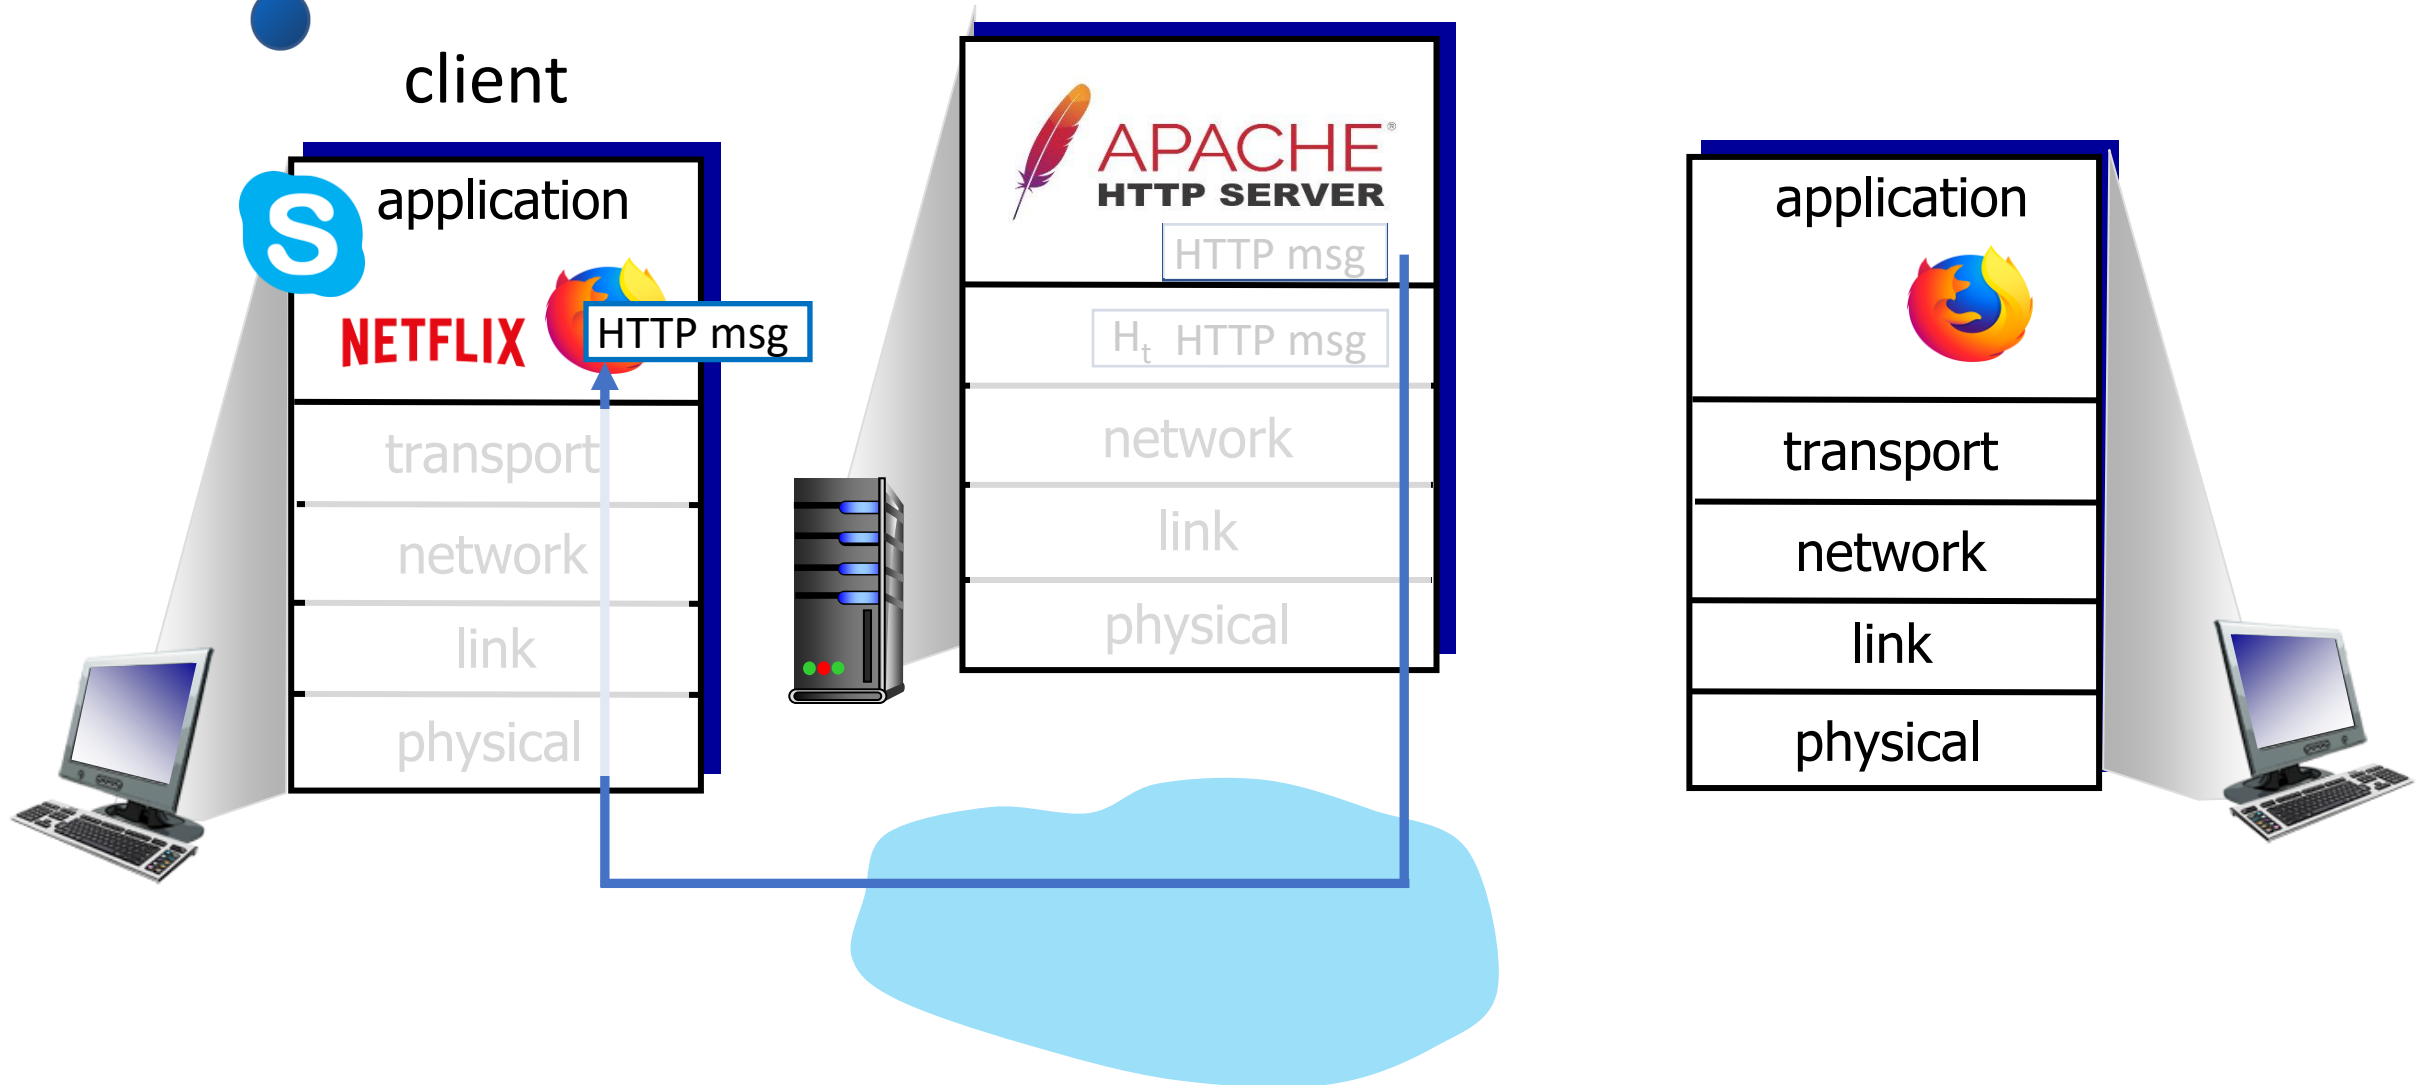 client
application
NETFLIX
HTTP msg
transport
network
link
physical
APACHE®
HTTP SERVER
HTTP msg
Ht HTTP msg
network
link
physical
application
transport
network
link
physical